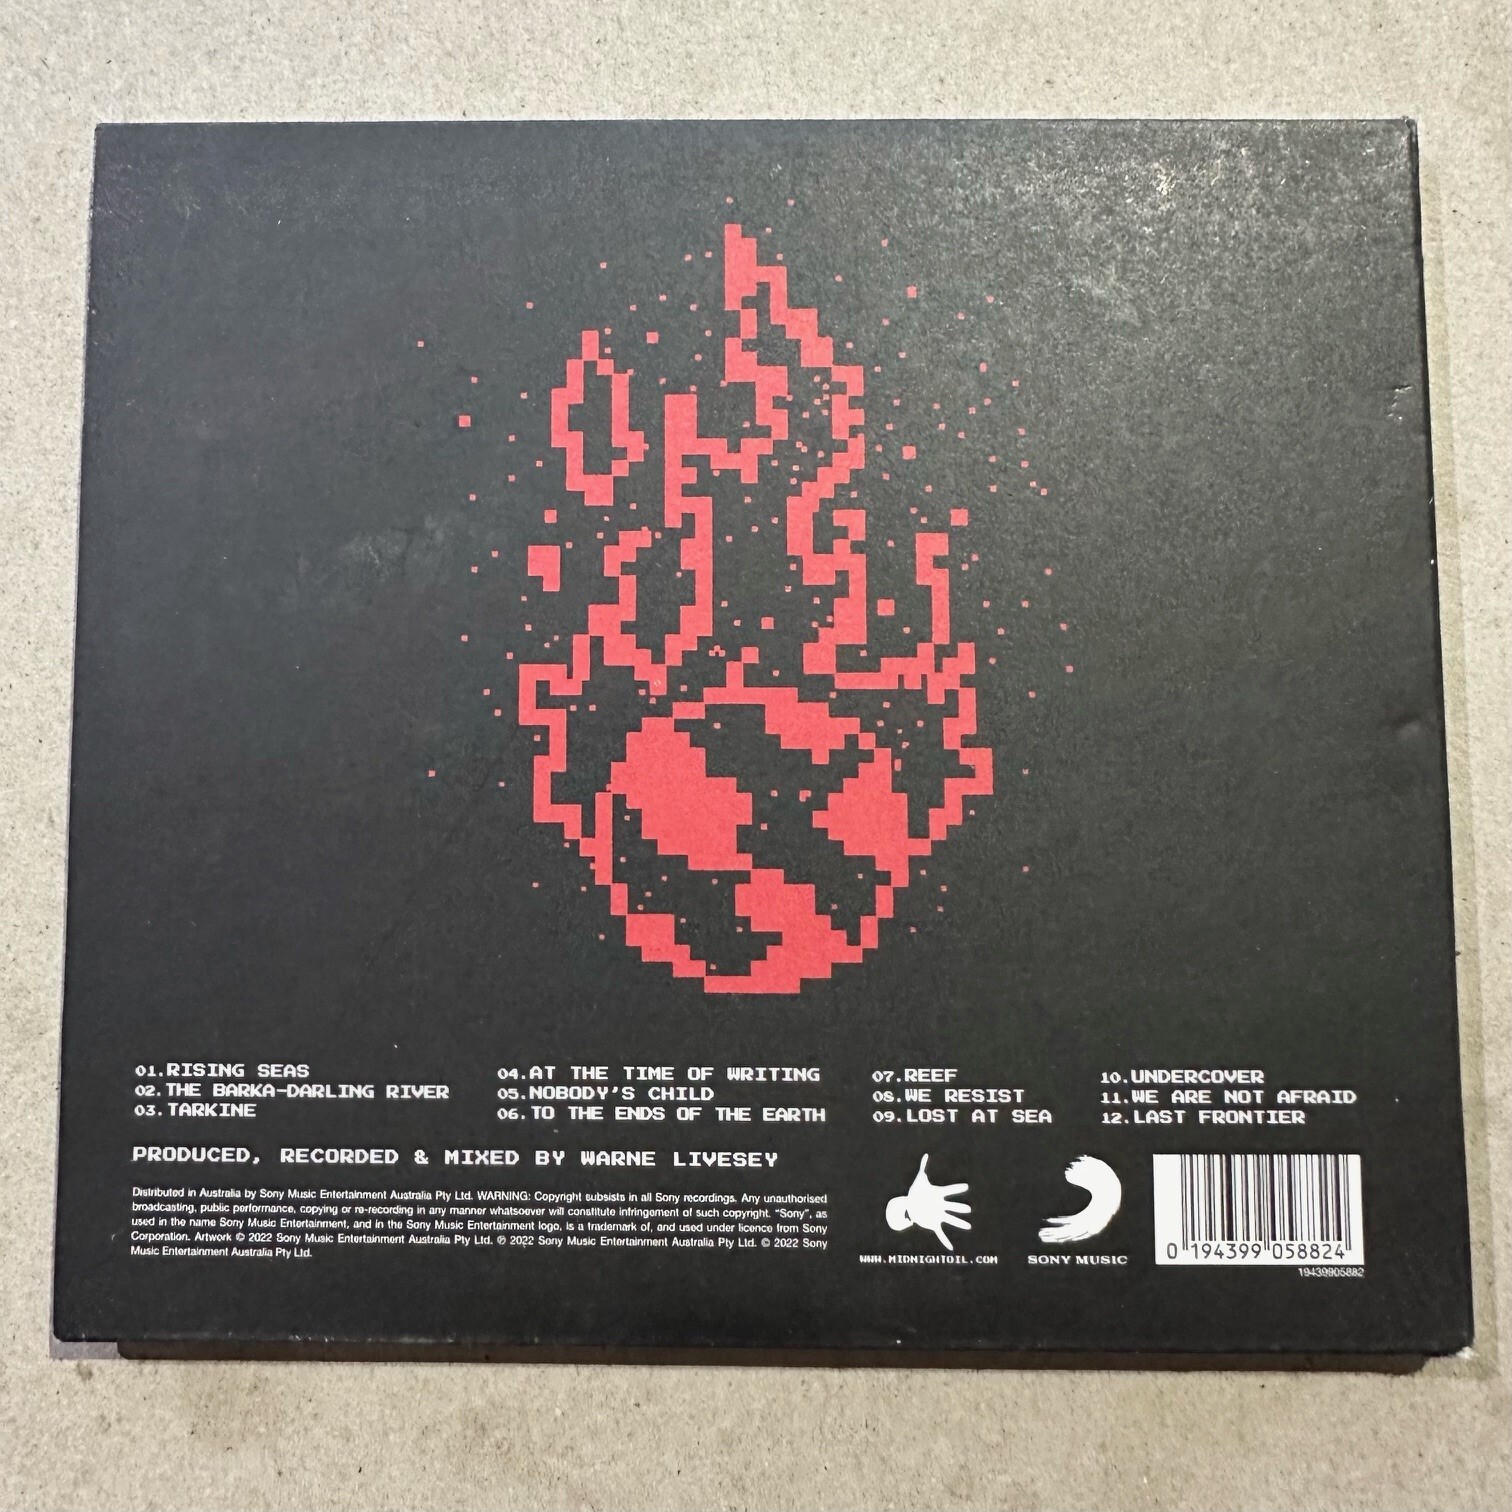 01.RISING SEAS
02.THE BARKA-DARLING RIVER
03.TARKINE
04.AT THE TIME OF WRITING
05.NOBODY'S CHILD
06.TO THE ENDS OF THE EARTH
07.REEF
08.WE RESIST
09.LOST AT SEA
10.UNDERCOVER
11.WE ARE NOT AFRAID
12.LAST FRONTIER
PRODUCED, RECORDED & MIXED BY WARNE LIVESEY
Distributed in Australia by Sony Music Entertainment Australia Pty Ltd. WARNING: Copyright subsists in all Sony recordings. Any unauthorised
broadcasting, public performance, copying or re-recording in any manner whatsoever will constitute infringement of such copyright. "Sony", as
used in the name Sony Music Entertainment, and in the Sony Music Entertainment logo, is a trademark of, and used under licence from Sony
Corporation. Artwork © 2022 Sony Music Entertainment Australia Pty Ltd. ℗ 2022 Sony Music Entertainment Australia Pty Ltd. © 2022 Sony
Music Entertainment Australia Pty Ltd.
WWW.MIDNIGHTOIL.COM
SONY MUSIC
0 194399 058824
19439905882